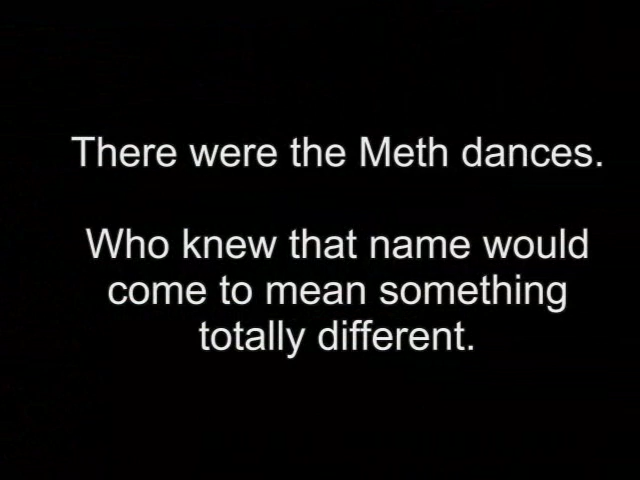 There were the Meth dances.
Who knew that name would
come to mean something
totally different.